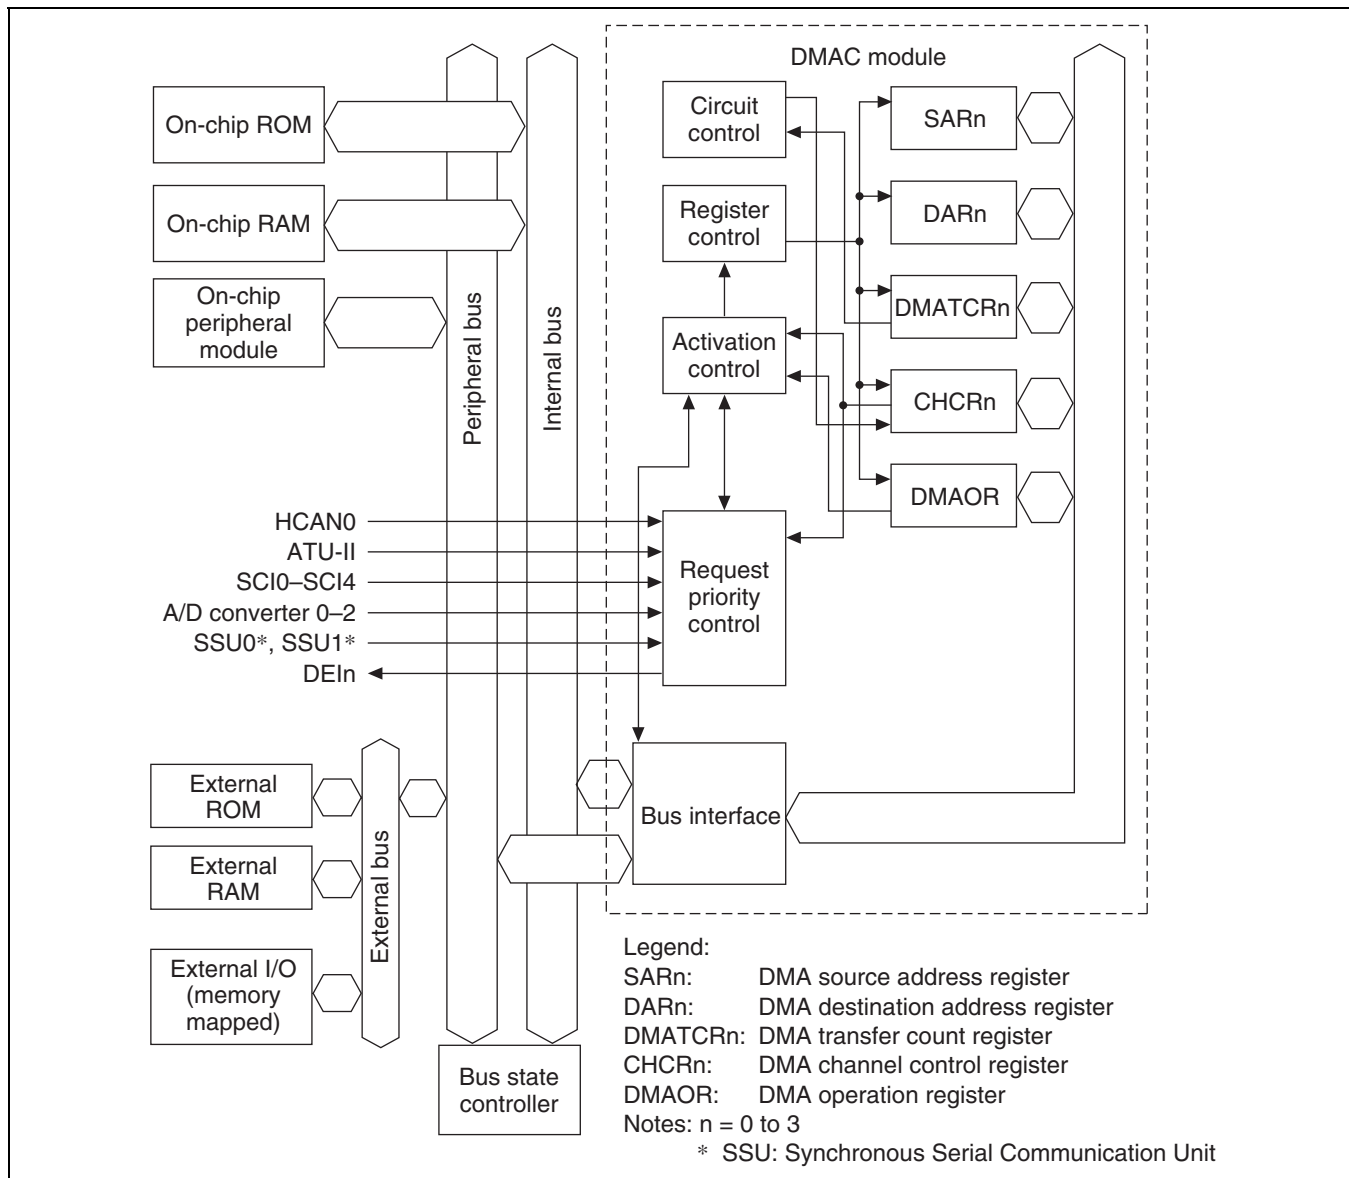 DMAC module
On-chip ROM
On-chip RAM
On-chip
peripheral
module
Peripheral bus
Internal bus
Circuit
control
Register
control
Activation
control
SARn
DARn
DMATCRn
CHCRn
DMAOR
HCAN0
ATU-II
SCI0–SCI4
A/D converter 0–2
SSU0*, SSU1*
DEIn
Request
priority
control
External
ROM
External
RAM
External I/O
(memory
mapped)
External bus
Bus interface
Bus state
controller
Legend:
SARn: DMA source address register
DARn: DMA destination address register
DMATCRn: DMA transfer count register
CHCRn: DMA channel control register
DMAOR: DMA operation register
Notes: n = 0 to 3
* SSU: Synchronous Serial Communication Unit